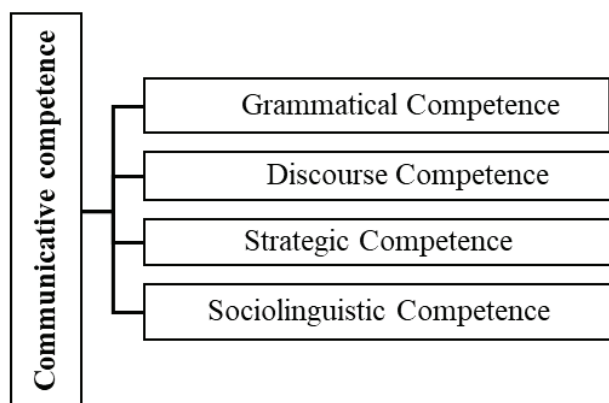 Communicative competence
Grammatical Competence
Discourse Competence
Strategic Competence
Sociolinguistic Competence